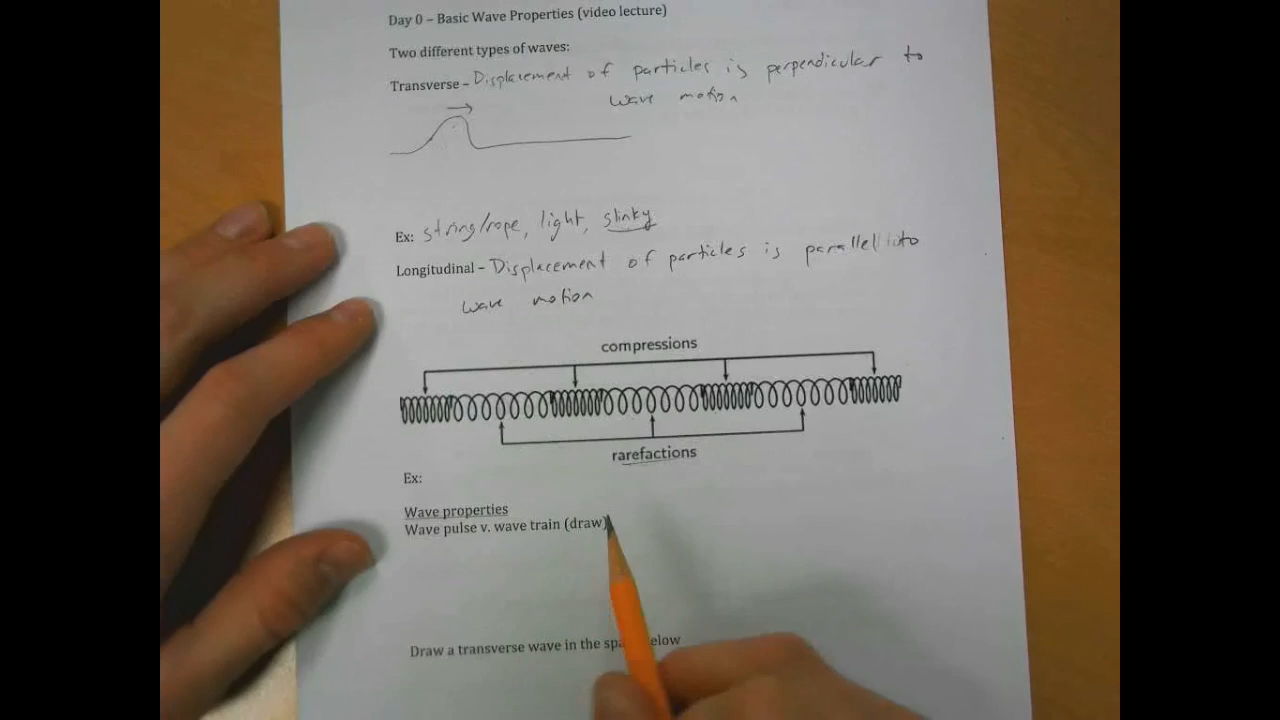 Day 0 – Basic Wave Properties (video lecture)
Two different types of waves:
Transverse – Displacement of particles is perpendicular to
wave motion
Ex: string/rope, light, slinky
Longitudinal – Displacement of particles is parallel to
wave motion
compressions
rarefactions
Ex:
Wave properties
Wave pulse v. wave train (draw)
Draw a transverse wave in the spa elow